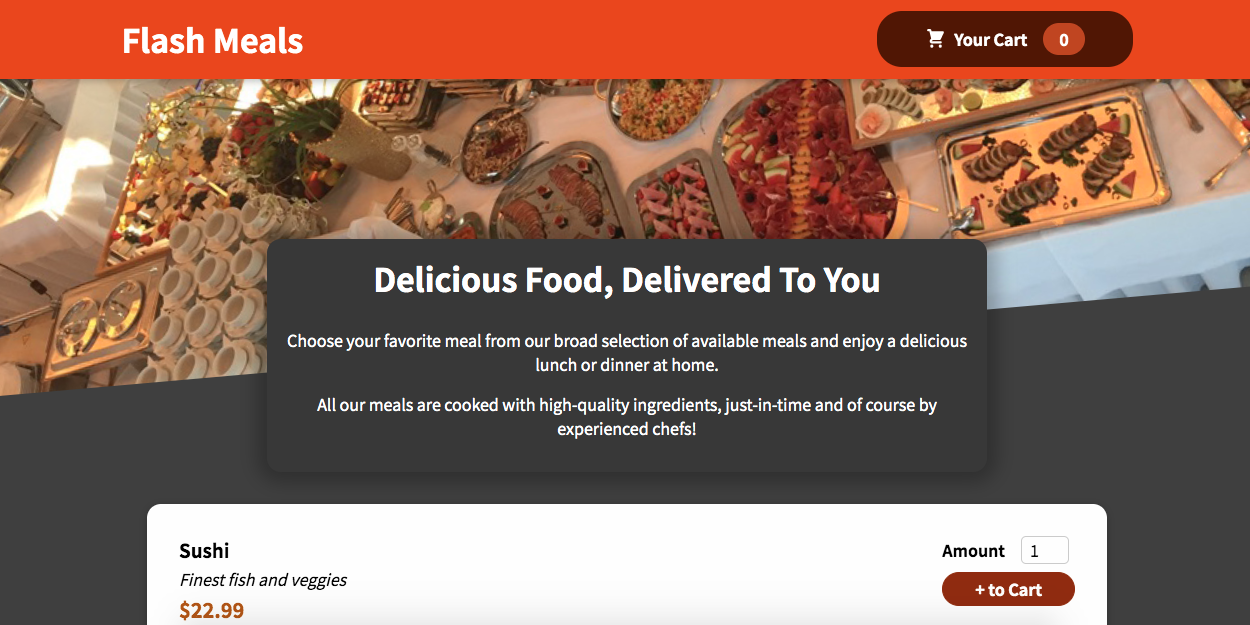 Flash Meals
Your Cart 0
Delicious Food, Delivered To You
Choose your favorite meal from our broad selection of available meals and enjoy a delicious
lunch or dinner at home.
All our meals are cooked with high-quality ingredients, just-in-time and of course by
experienced chefs!
Sushi
Finest fish and veggies
$22.99
Amount 1
+ to Cart